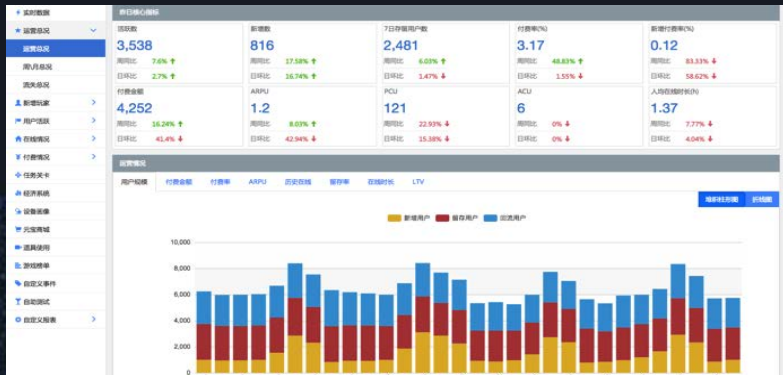 实时数据
运营总况
运营总况
周\月总况
流失总况
新增玩家
用户活跃
在线情况
付费情况
任务关卡
经济系统
设备画像
元宝商城
道具使用
游戏榜单
自定义事件
自助测试
自定义报表
昨日核心指标
活跃数 新增数 7日存留用户数 付费率(%) 新增付费率(%)
3,538 816 2,481 3.17 0.12
周同比 7.6% 周同比 17.58% 周同比 6.03% 周同比 48.83% 周同比 83.33%
日环比 2.7% 日环比 16.74% 日环比 1.47% 日环比 1.55% 日环比 58.62%
付费金额 ARPU PCU ACU 人均在线时长(h)
4,252 1.2 121 6 1.37
周同比 16.24% 周同比 8.03% 周同比 22.93% 周同比 0% 周同比 7.77%
日环比 41.4% 日环比 42.94% 日环比 15.38% 日环比 0% 日环比 4.04%
运营情况
用户规模 付费金额 付费率 ARPU 历史在线 留存率 在线时长 LTV
堆积柱形图 折线图
新增用户 留存用户 回流用户
10,000
8,000
6,000
4,000
2,000
0